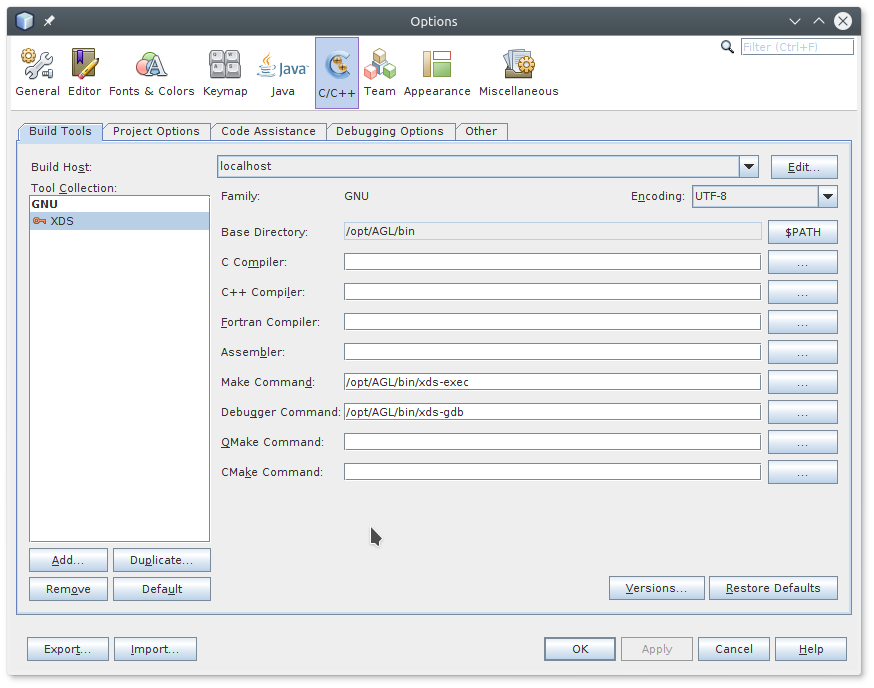 Options
Filter (Ctrl+F)
General Editor Fonts & Colors Keymap Java C/C++ Team Appearance Miscellaneous
Build Tools Project Options Code Assistance Debugging Options Other
Build Host: localhost Edit...
Tool Collection:
GNU
XDS
Family: GNU Encoding: UTF-8
Base Directory: /opt/AGL/bin $PATH
C Compiler: ...
C++ Compiler: ...
Fortran Compiler: ...
Assembler: ...
Make Command: /opt/AGL/bin/xds-exec ...
Debugger Command: /opt/AGL/bin/xds-gdb ...
QMake Command: ...
CMake Command: ...
Add... Duplicate...
Remove Default
Versions... Restore Defaults
Export... Import... OK Apply Cancel Help